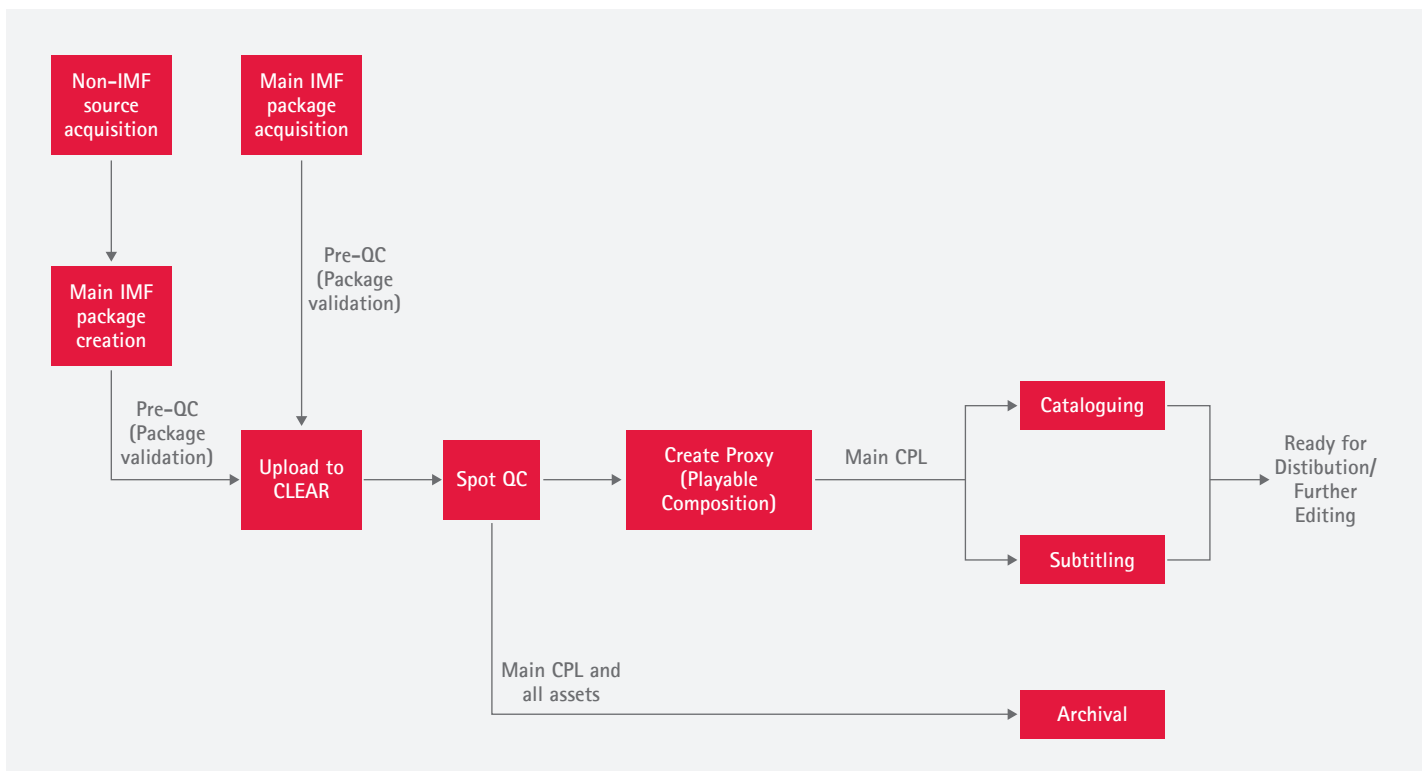 Non-IMF
source
acquisition
Main IMF
package
acquisition
Pre-QC
(Package
validation)
Main IMF
package
creation
Pre-QC
(Package
validation)
Upload to
CLEAR
Spot QC
Create Proxy
(Playable
Composition)
Main CPL
Cataloguing
Subtitling
Ready for
Distibution/
Further
Editing
Main CPL and
all assets
Archival